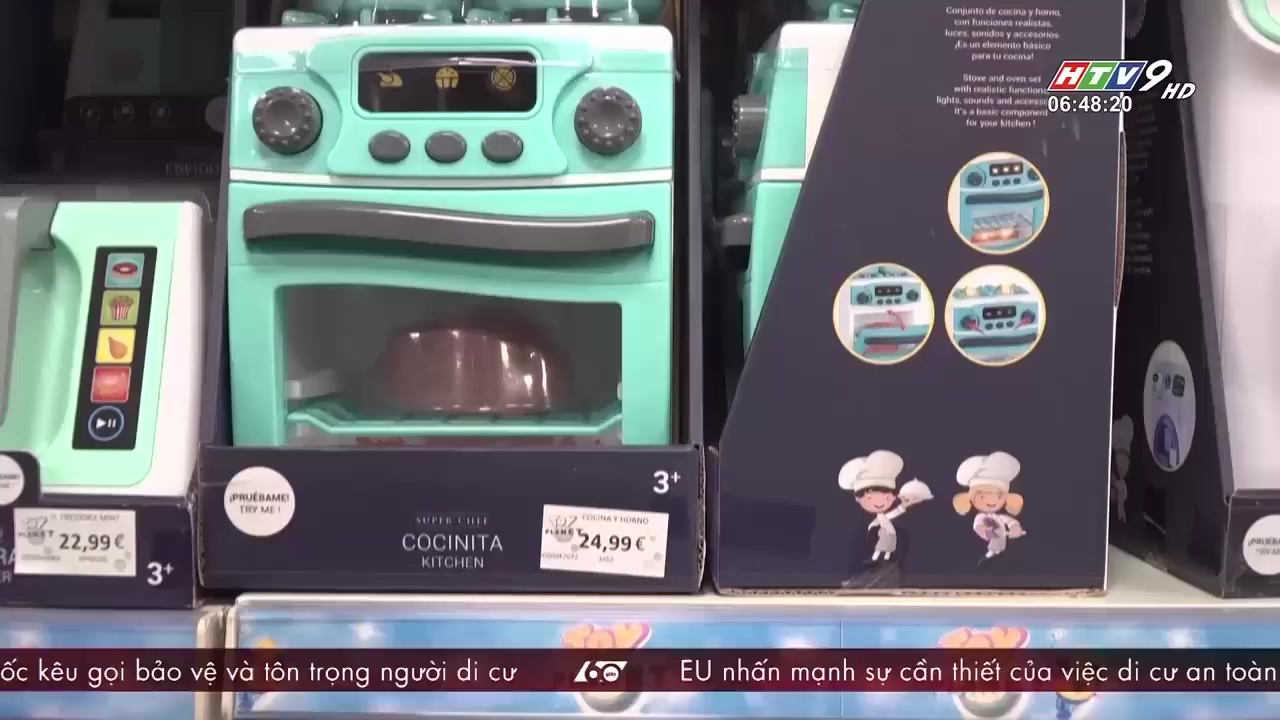 Conjunto de cocina y horno,
con funciones realistas,
luces, sonidos y accesorios.
¡Es un elemento básico
para tu cocina!
Stove and oven set
with realistic functions
lights, sounds and
It's a basic component
for your kitchen !
HTV9 HD
06:48:20
¡PRUÉBAME!
TRY ME !
3+
SUPER CHEF
COCINITA
KITCHEN
COCINA Y HORNO
PLANET
24,99 €
FREIDORA MINT
22,99 €
3+
TOY
ốc kêu gọi bảo vệ và tôn trọng người di cư
60
EU nhấn mạnh sự cần thiết của việc di cư an toàn